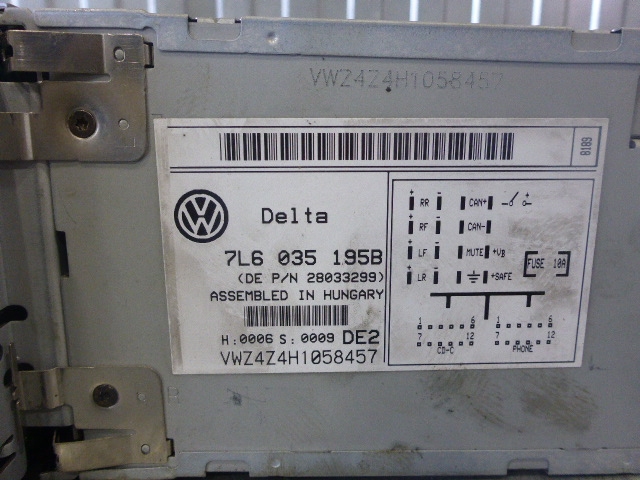 VWZ4Z4H1058457
8189
VW
Delta
7L6 035 195B
(DE P/N 28033299)
ASSEMBLED IN HUNGARY
H:0006 S:0009 DE2
VWZ4Z4H1058457
+ RR - CAN+ +
+ RF - CAN-
+ LF - MUTE +VB
+ LR - +SAFE
FUSE 10A
1 6 1 6
7 12 7 12
CD-C PHONE